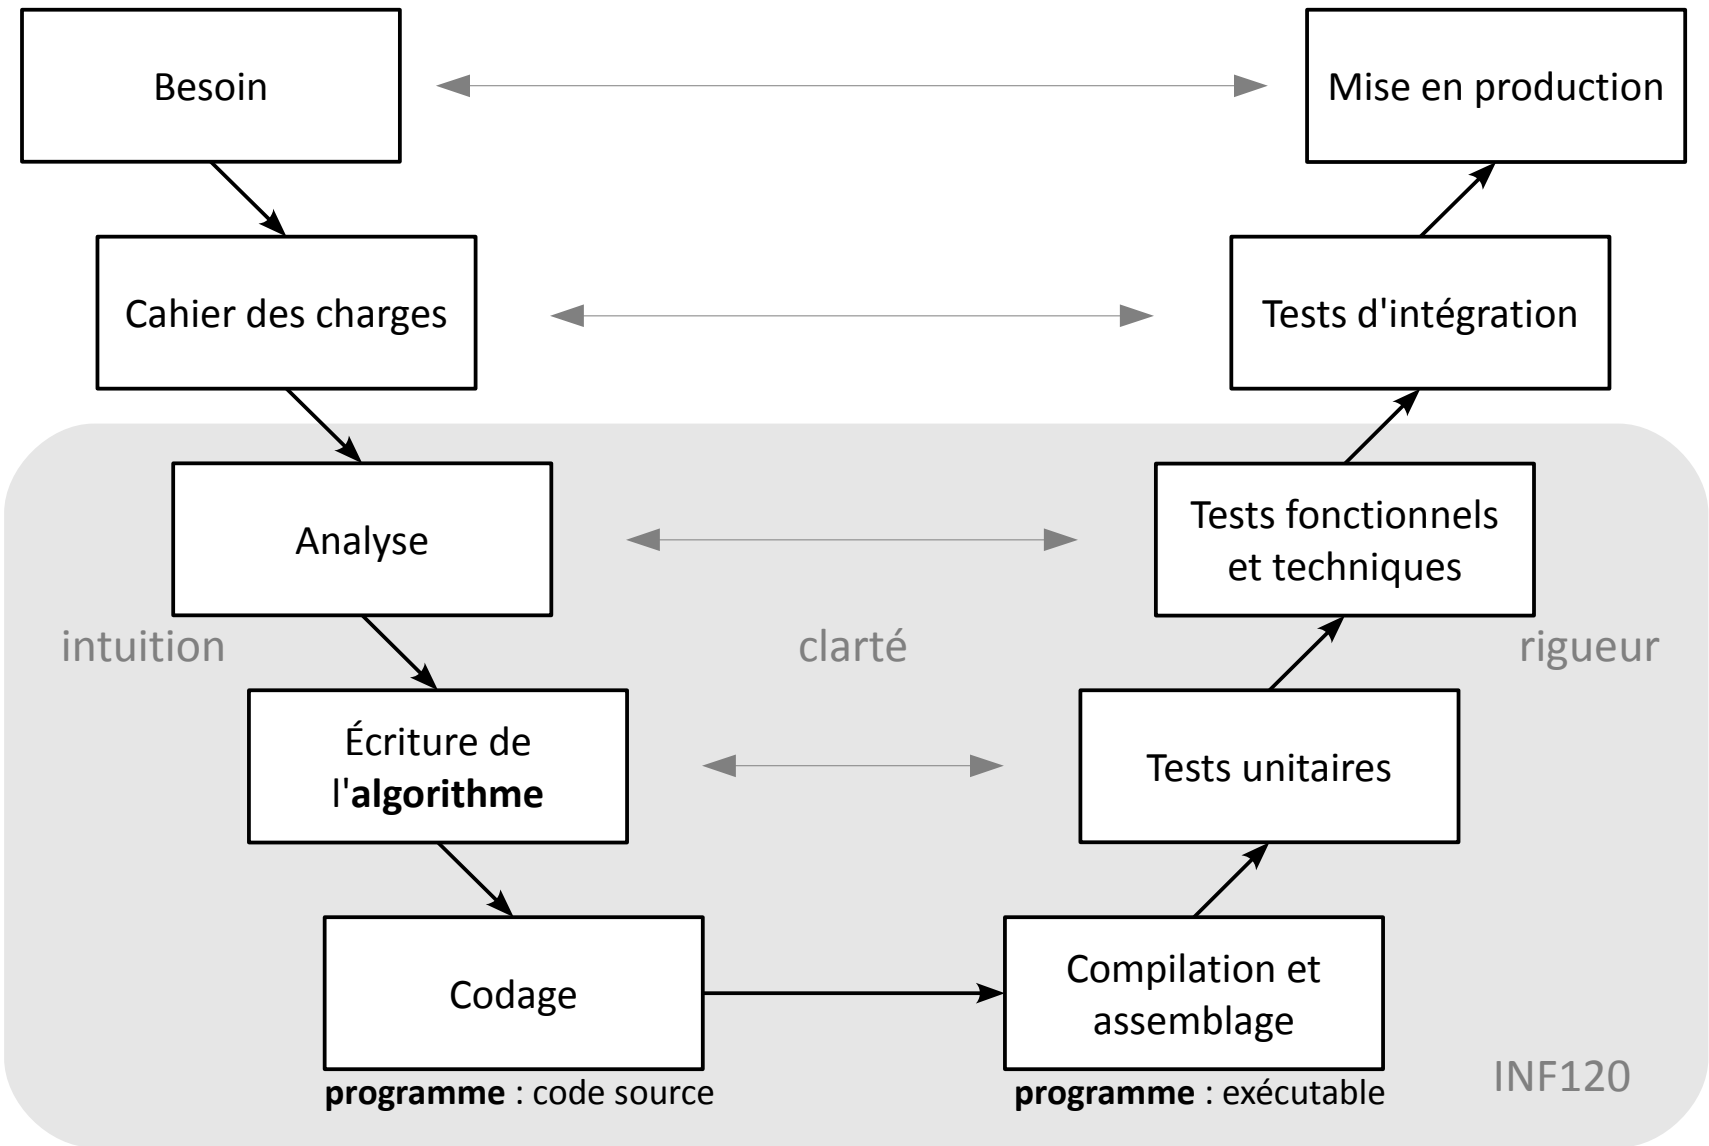 Besoin
Mise en production
Cahier des charges
Tests d'intégration
Analyse
Tests fonctionnels
et techniques
intuition
clarté
rigueur
Écriture de
l'algorithme
Tests unitaires
Codage
Compilation et
assemblage
programme : code source
programme : exécutable
INF120